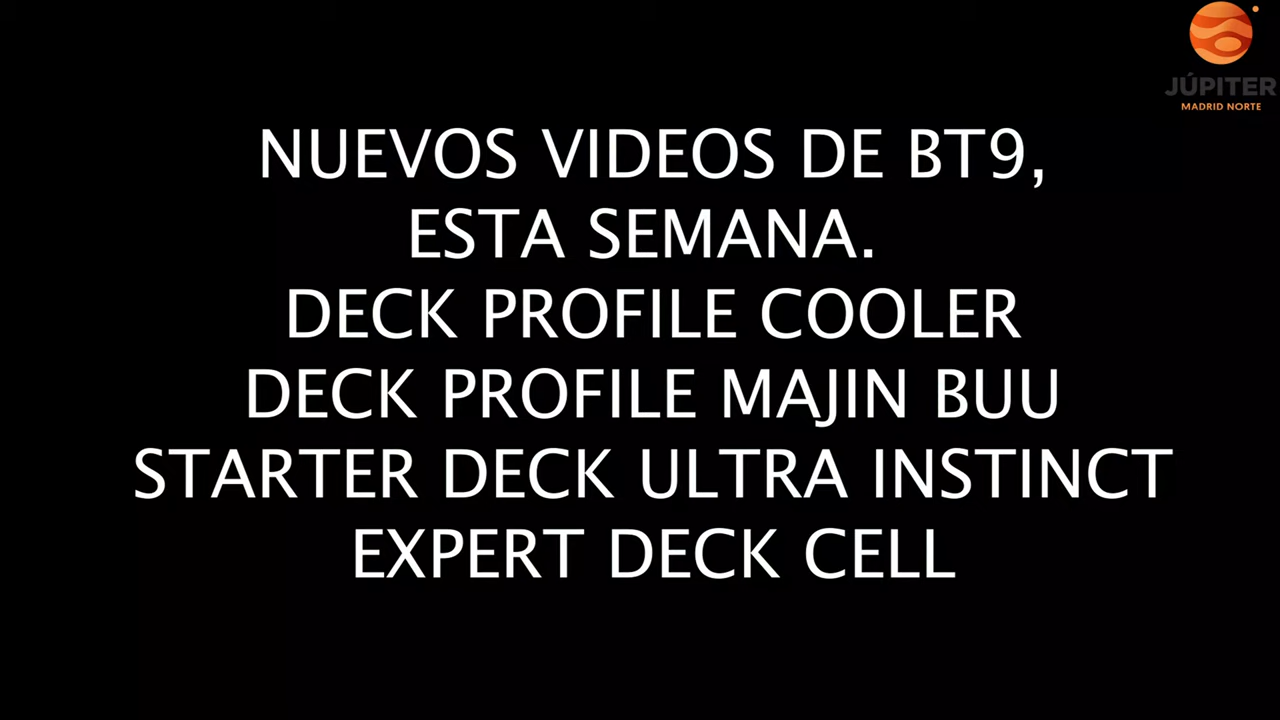 JÚPITER
MADRID NORTE
NUEVOS VIDEOS DE BT9,
ESTA SEMANA.
DECK PROFILE COOLER
DECK PROFILE MAJIN BUU
STARTER DECK ULTRA INSTINCT
EXPERT DECK CELL